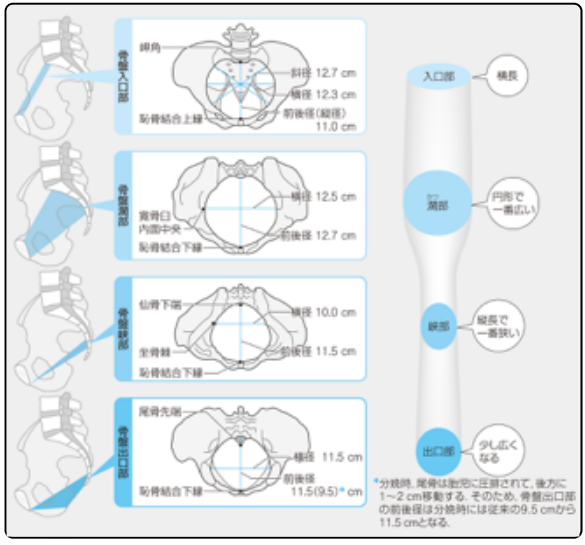 骨盤入口部
岬角
斜径 12.7 cm
横径 12.3 cm
前後径(縦径)
11.0 cm
恥骨結合上縁
骨盤濶部
横径 12.5 cm
寛骨臼
内面中央
前後径 12.7 cm
恥骨結合下縁
骨盤峡部
仙骨下端
横径 10.0 cm
坐骨棘
前後径 11.5 cm
恥骨結合下縁
骨盤出口部
尾骨先端
横径 11.5 cm
前後径
11.5(9.5)* cm
恥骨結合下縁
入口部
横長
かつ
濶部
円形で
一番広い
峡部
縦長で
一番狭い
出口部
少し広く
なる
*分娩時、尾骨は胎児に圧排されて、後方に
1〜2 cm移動する。そのため、骨盤出口部
の前後径は分娩時には従来の9.5 cmから
11.5 cmとなる。